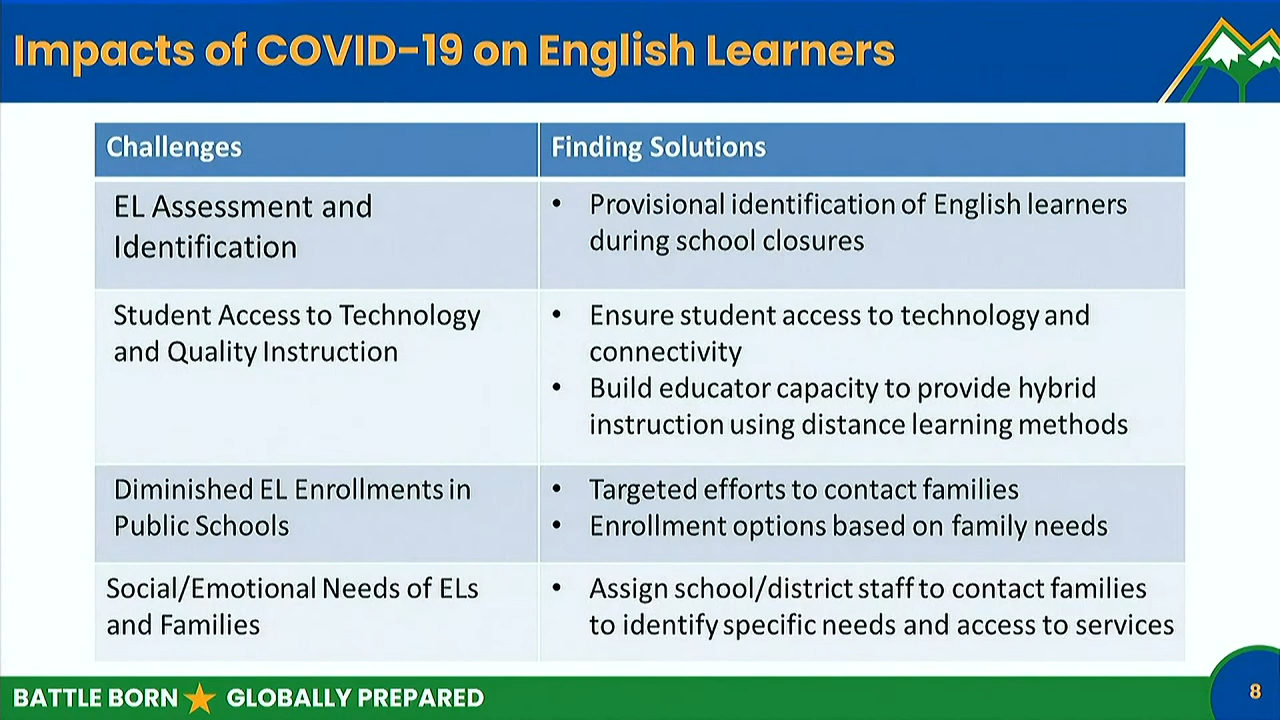 Impacts of COVID-19 on English Learners
Challenges
Finding Solutions
EL Assessment and
Identification
• Provisional identification of English learners
during school closures
Student Access to Technology
and Quality Instruction
• Ensure student access to technology and
connectivity
• Build educator capacity to provide hybrid
instruction using distance learning methods
Diminished EL Enrollments in
Public Schools
• Targeted efforts to contact families
• Enrollment options based on family needs
Social/Emotional Needs of ELs
and Families
• Assign school/district staff to contact families
to identify specific needs and access to services
BATTLE BORN GLOBALLY PREPARED
8